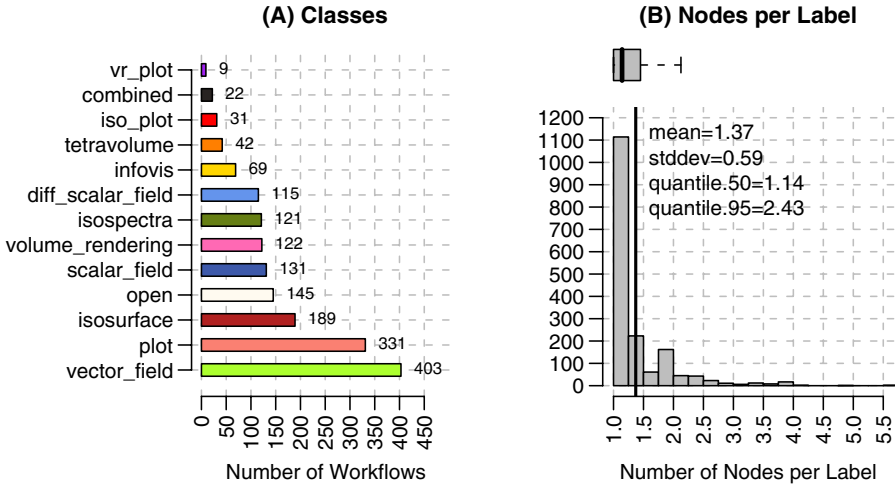 (A) Classes
vr_plot 9
combined 22
iso_plot 31
tetravolume 42
infovis 69
diff_scalar_field 115
isospectra 121
volume_rendering 122
scalar_field 131
open 145
isosurface 189
plot 331
vector_field 403
0 50 100 150 200 250 300 350 400 450
Number of Workflows
(B) Nodes per Label
1200
1100
1000
900
800
700
600
500
400
300
200
100
0
mean=1.37
stddev=0.59
quantile.50=1.14
quantile.95=2.43
1.0 1.5 2.0 2.5 3.0 3.5 4.0 4.5 5.0 5.5
Number of Nodes per Label